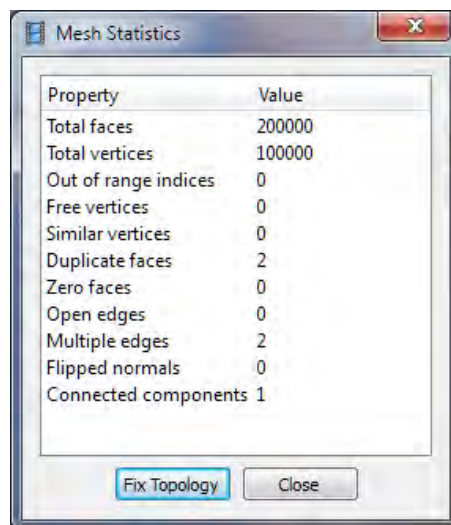 Mesh Statistics
Property Value
Total faces 200000
Total vertices 100000
Out of range indices 0
Free vertices 0
Similar vertices 0
Duplicate faces 2
Zero faces 0
Open edges 0
Multiple edges 2
Flipped normals 0
Connected components 1
Fix Topology Close